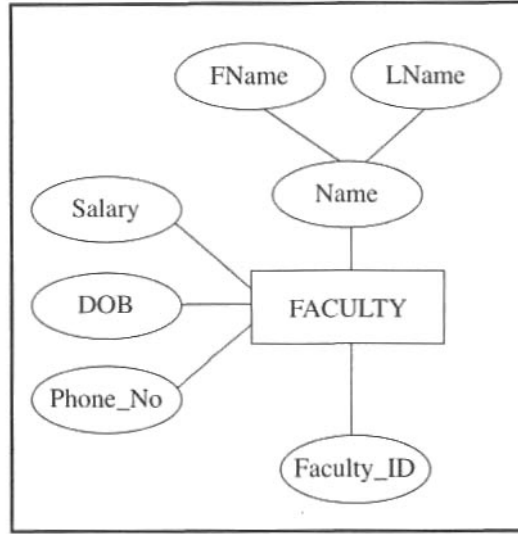 FName
LName
Name
Salary
DOB
FACULTY
Phone_No
Faculty_ID